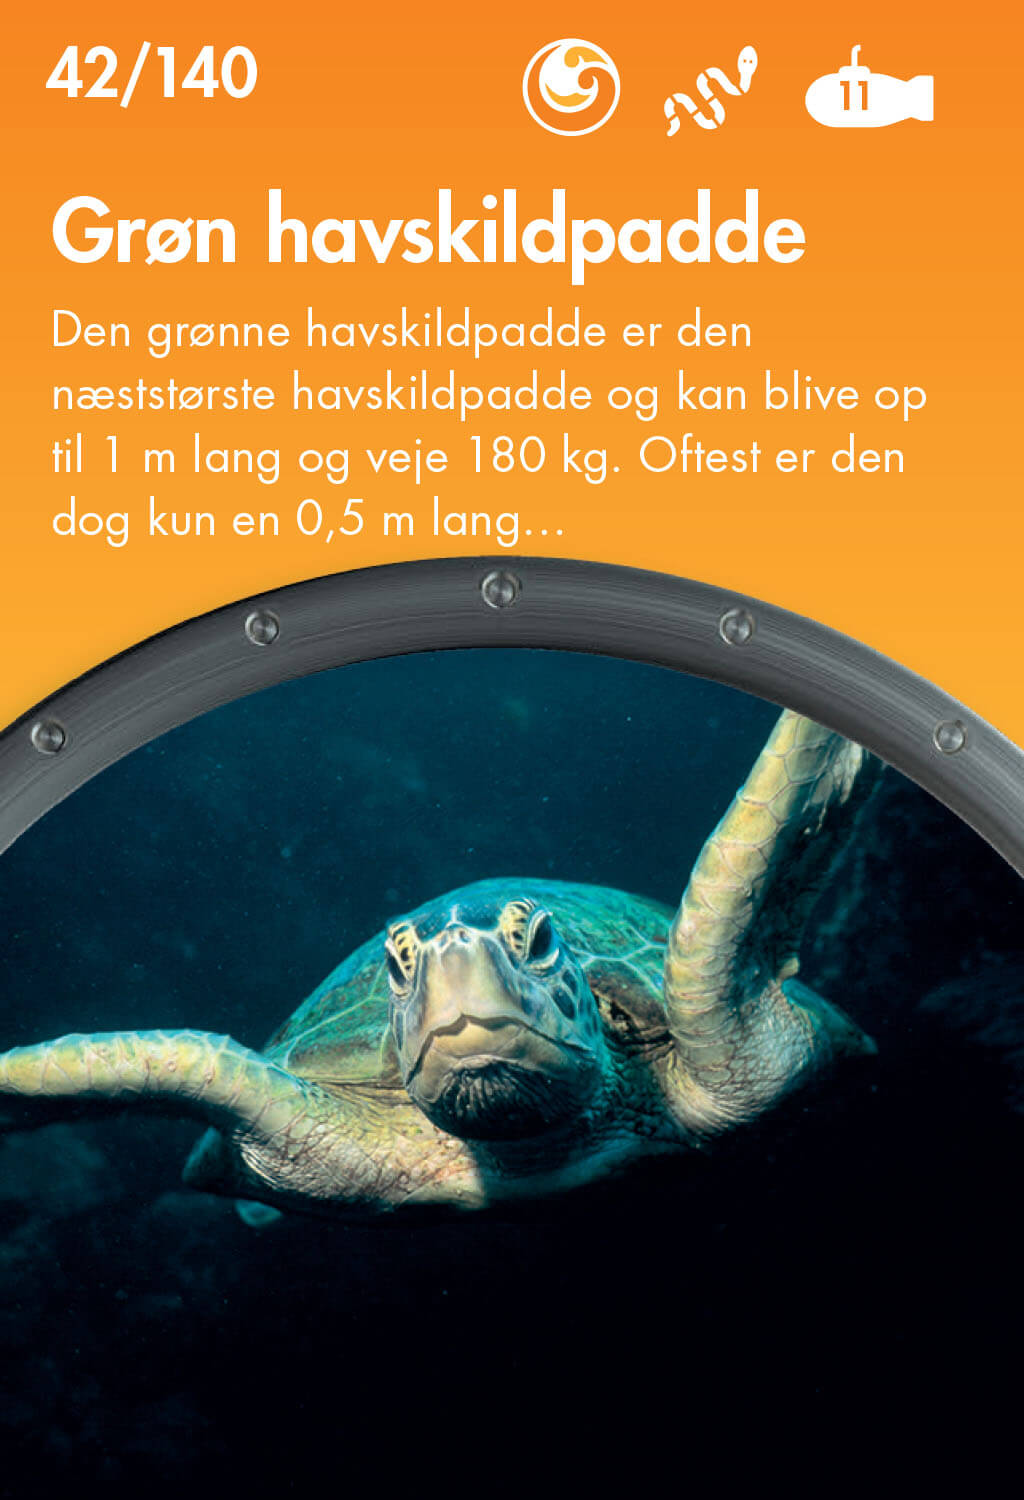 42/140
11
Grøn havskildpadde
Den grønne havskildpadde er den
næststørste havskildpadde og kan blive op
til 1 m lang og veje 180 kg. Oftest er den
dog kun en 0,5 m lang...